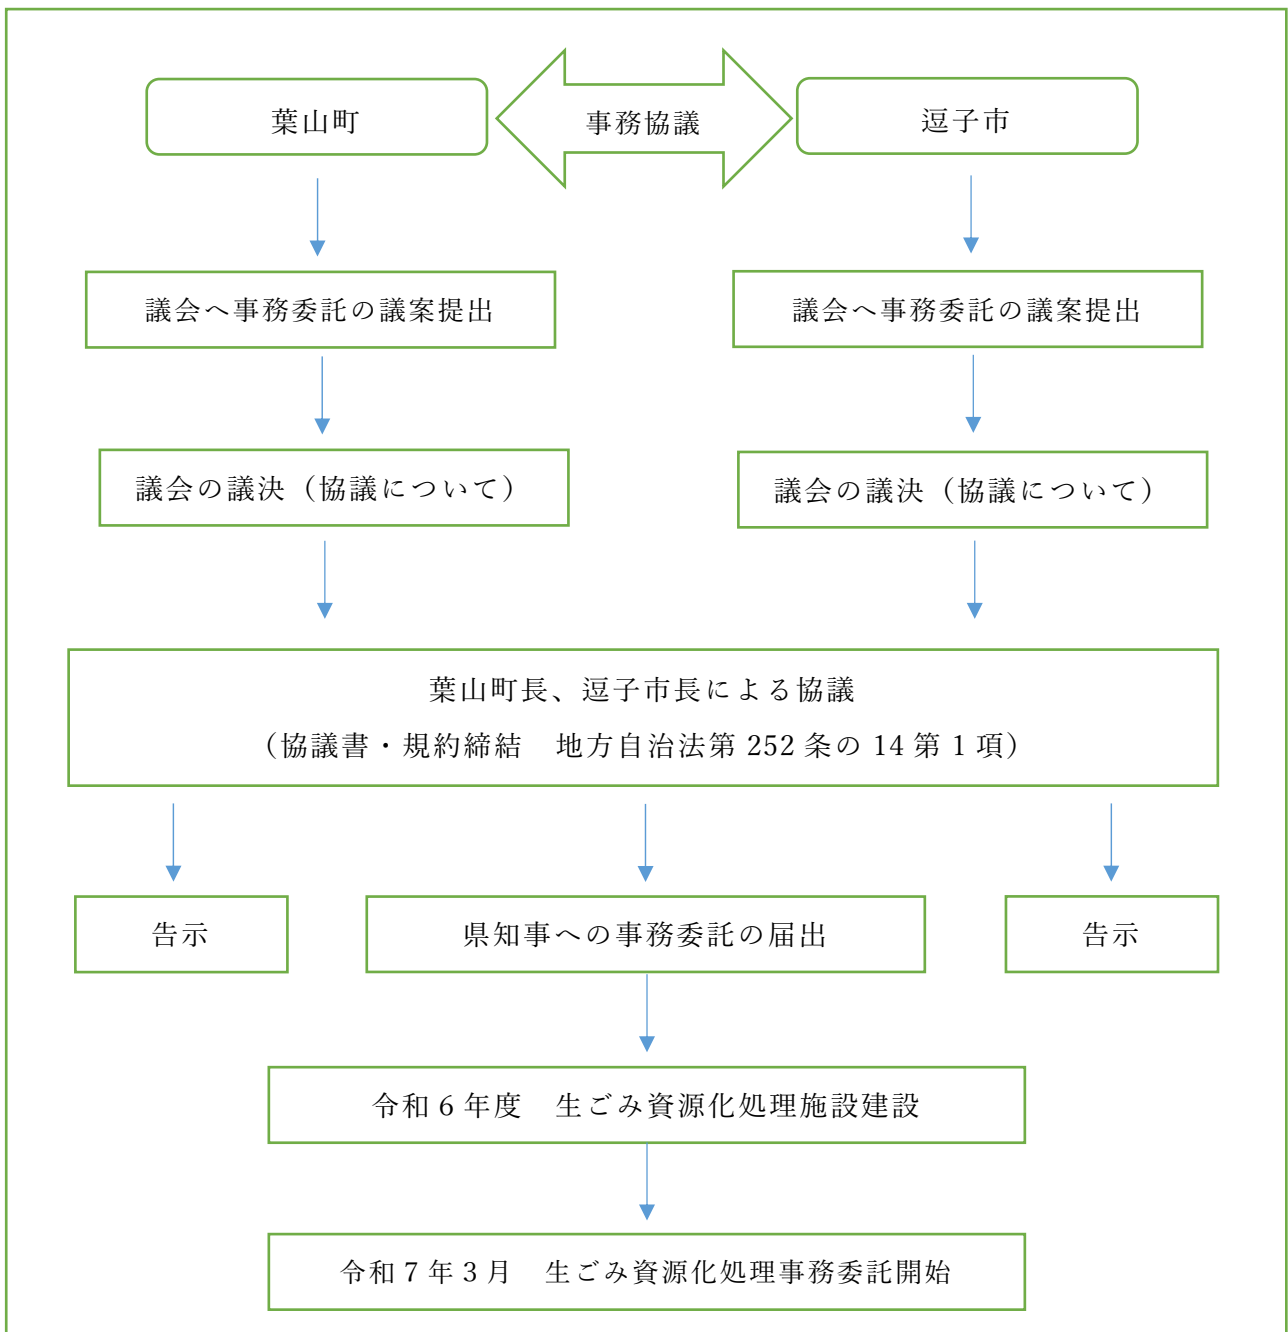 葉山町
事務協議
逗子市
議会へ事務委託の議案提出
議会へ事務委託の議案提出
議会の議決（協議について）
議会の議決（協議について）
葉山町長、逗子市長による協議
（協議書・規約締結　地方自治法第 252 条の 14 第 1 項）
告示
県知事への事務委託の届出
告示
令和 6 年度　生ごみ資源化処理施設建設
令和 7 年 3 月　生ごみ資源化処理事務委託開始